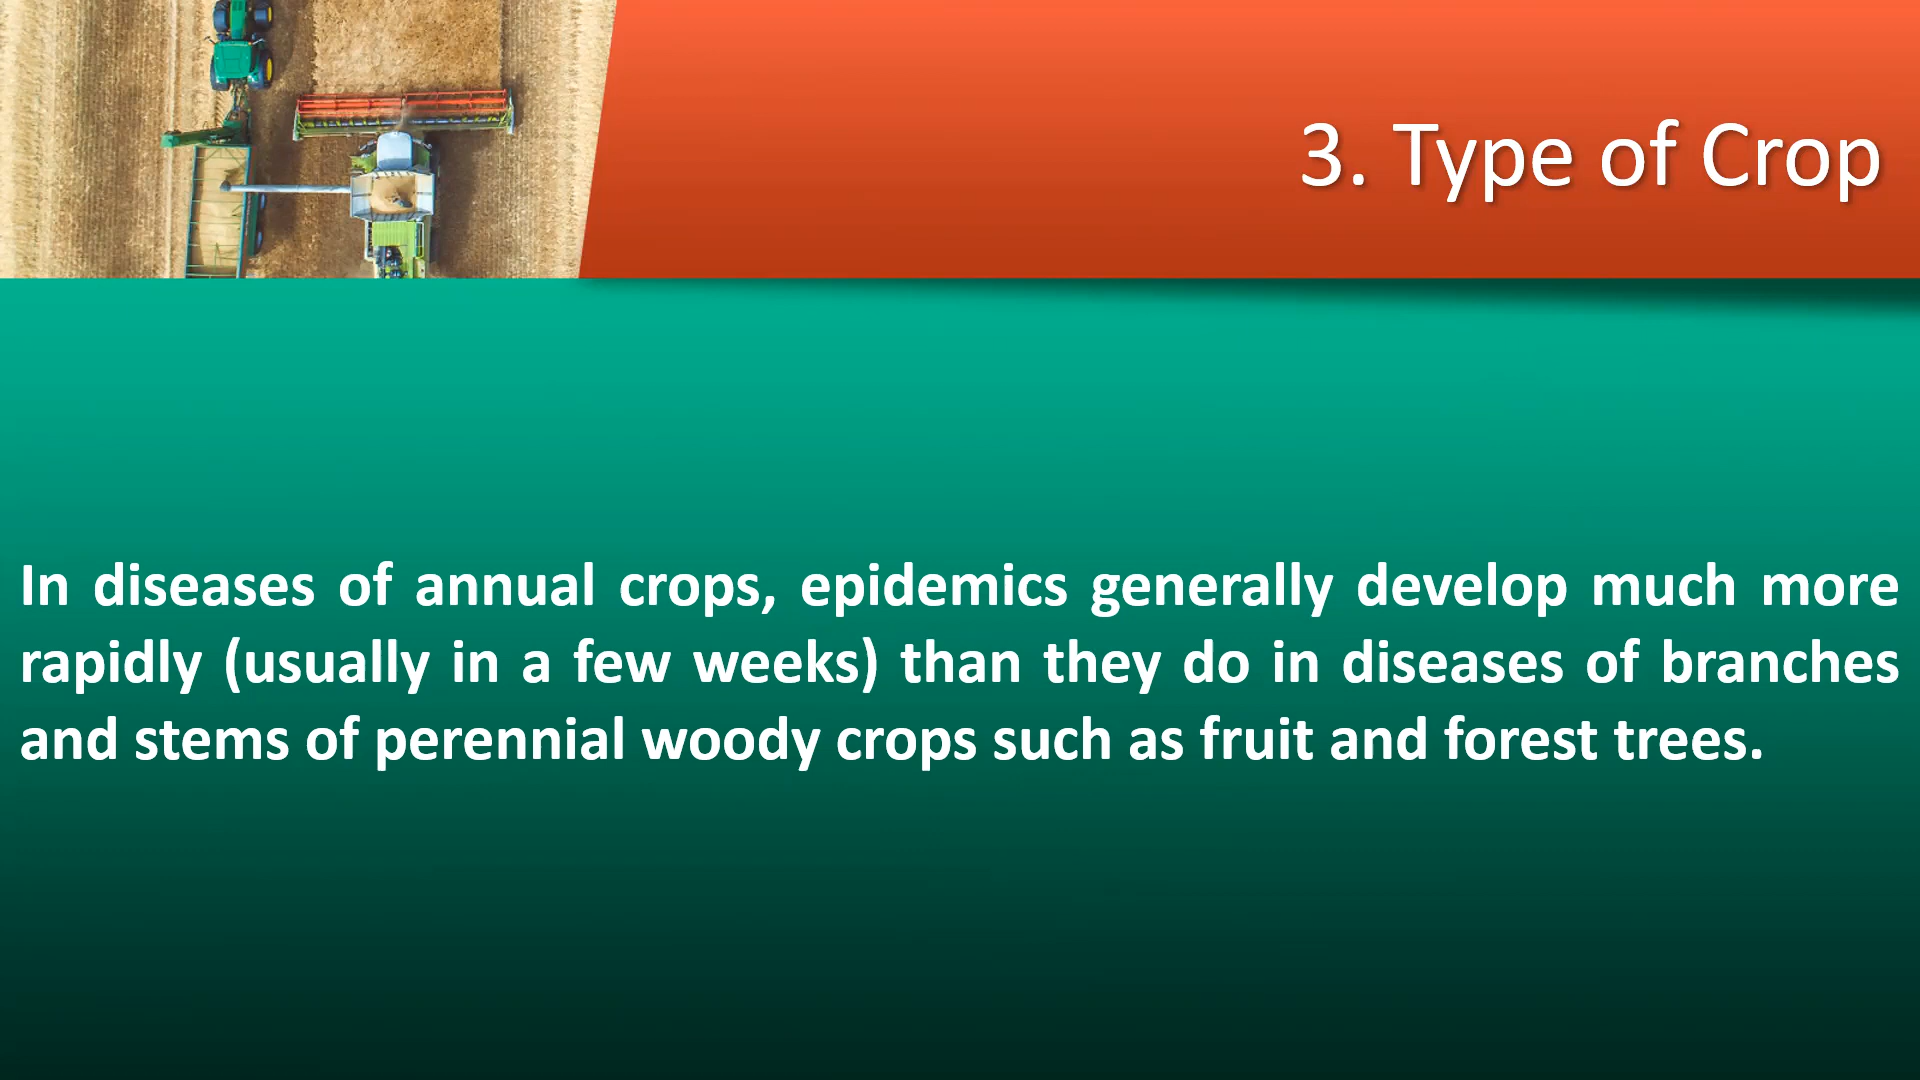 3. Type of Crop
In diseases of annual crops, epidemics generally develop much more
rapidly (usually in a few weeks) than they do in diseases of branches
and stems of perennial woody crops such as fruit and forest trees.